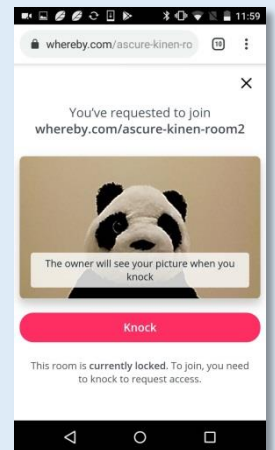 11:59
whereby.com/ascure-kinen-ro
10
You've requested to join
whereby.com/ascure-kinen-room2
The owner will see your picture when you
knock
Knock
This room is currently locked. To join, you need
to knock to request access.